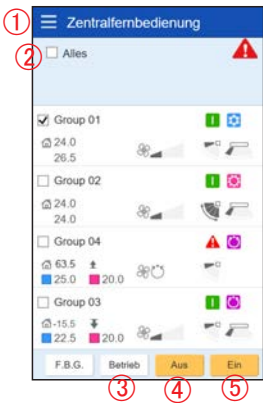 ① Zentralfernbedienung
② Alles
Group 01
24.0
26.5
Group 02
24.0
24.0
Group 04
63.5
25.0 20.0
Group 03
-15.5
22.5 20.0
F.B.G. Betrieb Aus Ein
③ ④ ⑤